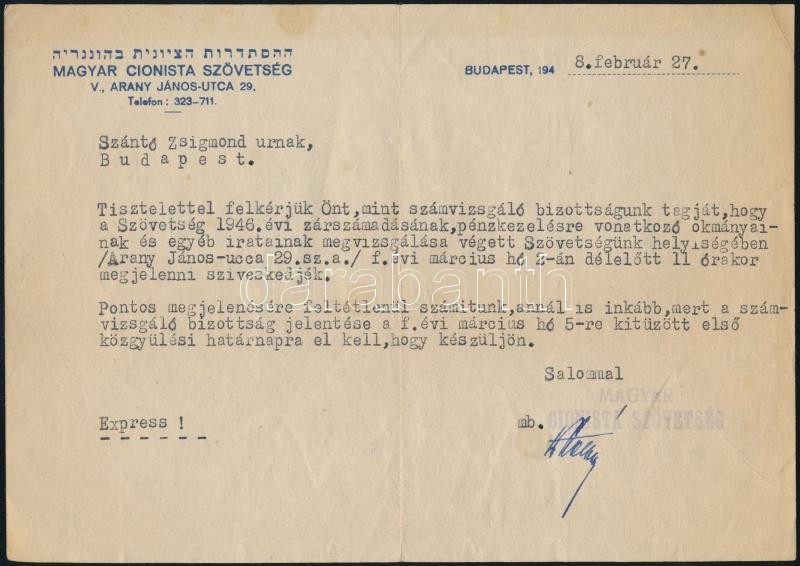 ההסתדרות הציונית בהונגריה
MAGYAR CIONISTA SZÖVETSÉG
V., ARANY JÁNOS-UTCA 29.
Telefon: 323-711.
BUDAPEST, 194 8.február 27.
Szántó Zsigmond urnak,
B u d a p e s t.
Tisztelettel felkérjük Önt,mint számvizsgáló bizottságunk tagját,hogy
a Szövetség 1946.évi zárszámadásának,pénzkezelésre vonatkozó okmányai-
nak és egyéb iratainak megvizsgálása végett Szövetségünk helyiségében
/Arany János-ucca 29.sz.a./ f.évi március hó 2-án délelőtt 11 órakor
megjelenni sziveskedjék.
Pontos megjelenésére feltétlenül számitunk,annál is inkább,mert a szám-
vizsgáló bizottság jelentése a f.évi március hó 5-re kitüzött első
közgyülési határnapra el kell,hogy készüljön.
Salommal
MAGYAR
CIONISTA SZÖVETSÉG
Express !
mb.
darabanth